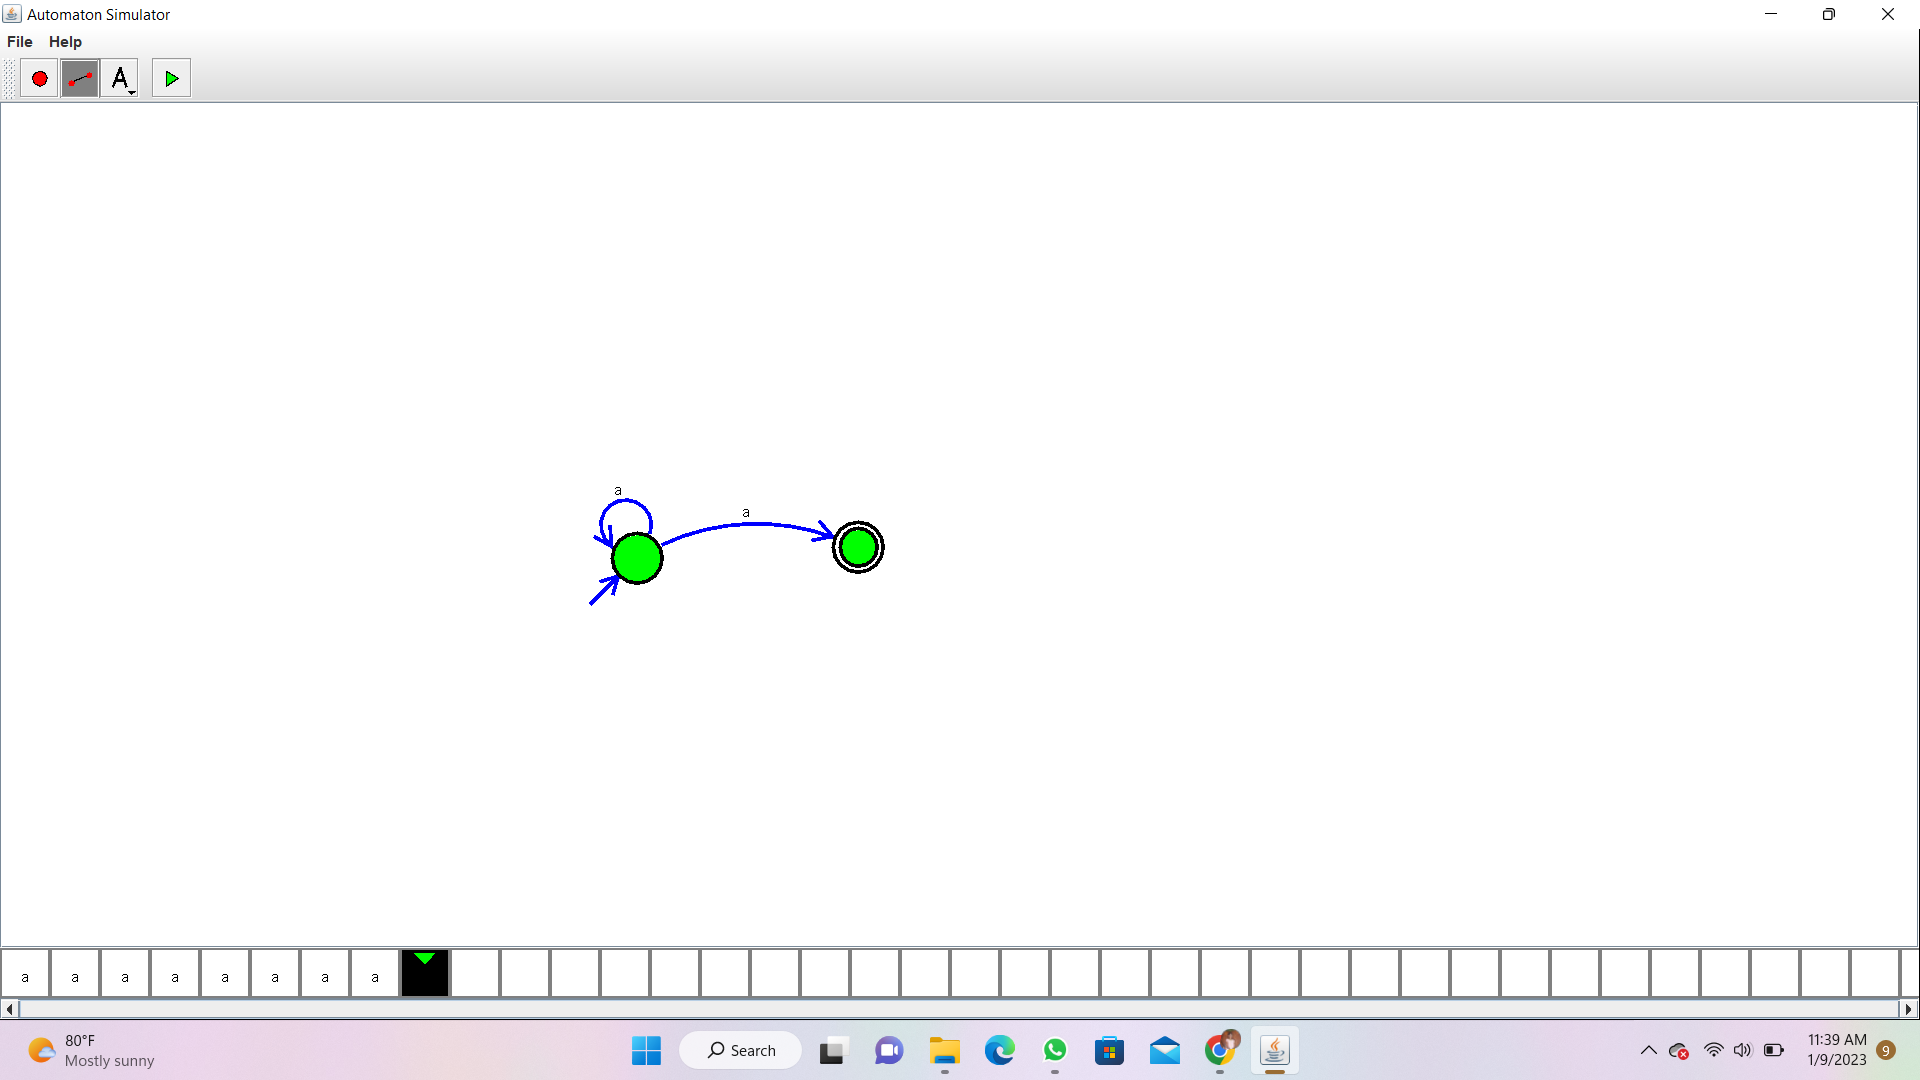 Automaton Simulator
File Help
A
a
a
a a a a a a a a
80°F
Mostly sunny
Search
11:39 AM
1/9/2023
9